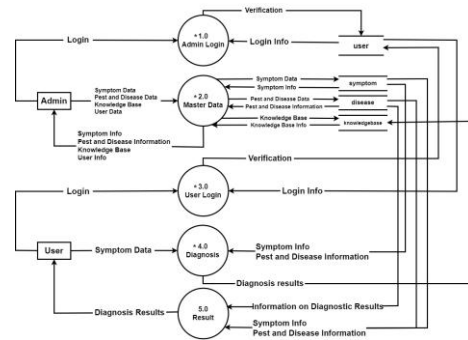 Verification
* 1.0
Admin Login
Login
Login Info
user
Symptom Data
Pest and Disease Data
Knowledge Base
User Data
Admin
* 2.0
Master Data
Symptom Data
Symptom Info
symptom
Pest and Disease Data
Pest and Disease Information
disease
Knowledge Base
Knowledge Base Info
knowledgebase
Symptom Info
Pest and Disease Information
Knowledge Base
User Info
Verification
* 3.0
User Login
Login
Login Info
User
Symptom Data
* 4.0
Diagnosis
Symptom Info
Pest and Disease Information
Diagnosis results
5.0
Result
Diagnosis Results
Information on Diagnostic Results
Symptom Info
Pest and Disease Information